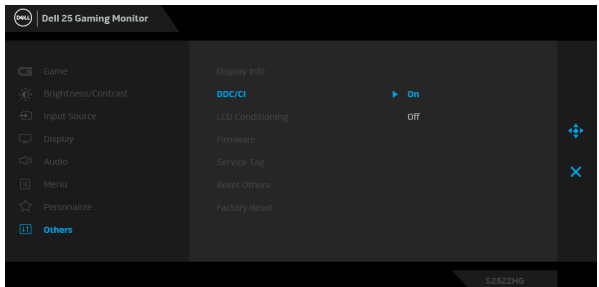 DELL
Dell 25 Gaming Monitor
Game
Brightness/Contrast
Input Source
Display
Audio
Menu
Personalize
Others
Display Info
DDC/CI
On
LCD Conditioning
Off
Firmware
Service Tag
Reset Others
Factory Reset
S2522HG